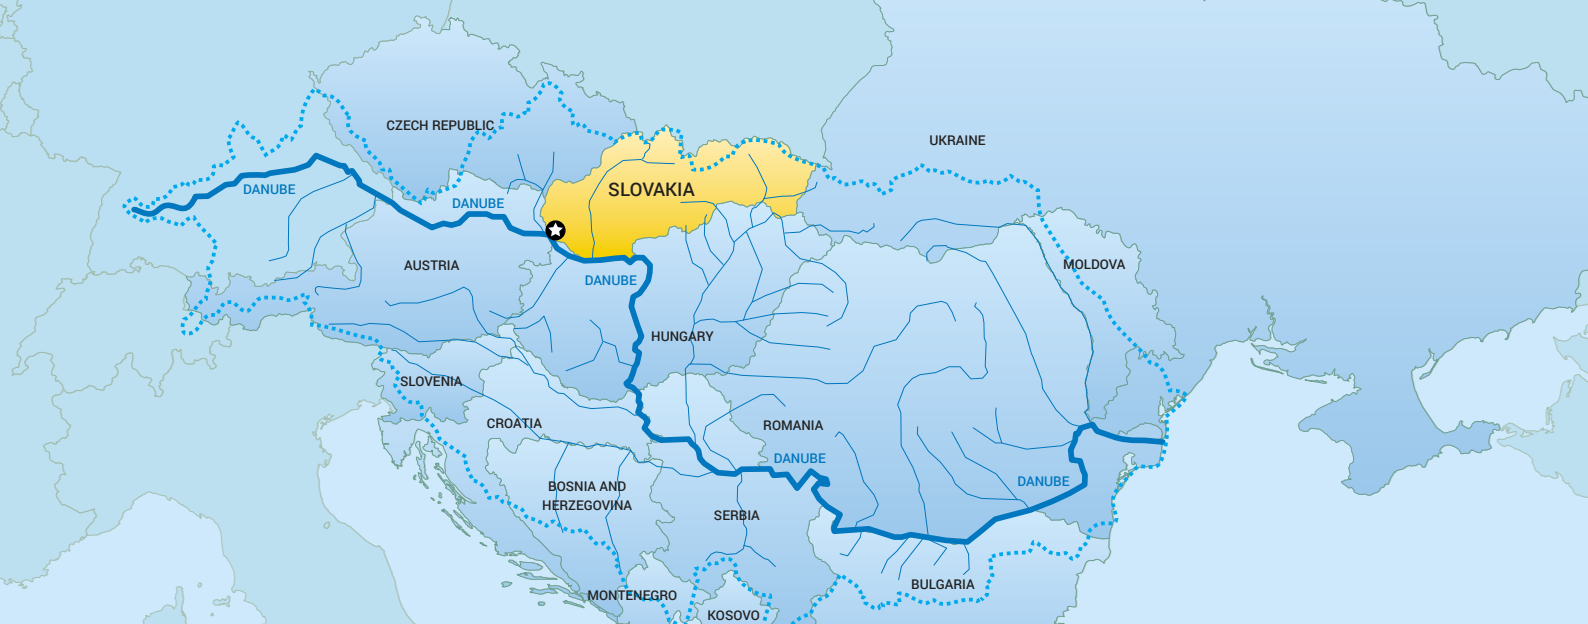 CZECH REPUBLIC
UKRAINE
DANUBE
SLOVAKIA
DANUBE
AUSTRIA
MOLDOVA
DANUBE
HUNGARY
SLOVENIA
CROATIA
ROMANIA
DANUBE
BOSNIA AND
HERZEGOVINA
DANUBE
SERBIA
BULGARIA
MONTENEGRO
KOSOVO